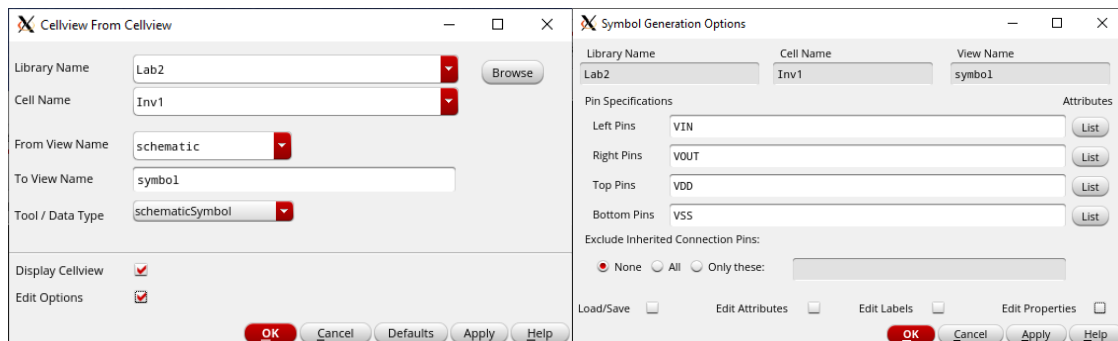 Cellview From Cellview
Library Name Lab2 Browse
Cell Name Inv1
From View Name schematic
To View Name symbol
Tool / Data Type schematicSymbol
Display Cellview
Edit Options
OK Cancel Defaults Apply Help
Symbol Generation Options
Library Name Cell Name View Name
Lab2 Inv1 symbol
Pin Specifications Attributes
Left Pins VIN List
Right Pins VOUT List
Top Pins VDD List
Bottom Pins VSS List
Exclude Inherited Connection Pins:
None All Only these:
Load/Save Edit Attributes Edit Labels Edit Properties
OK Cancel Apply Help